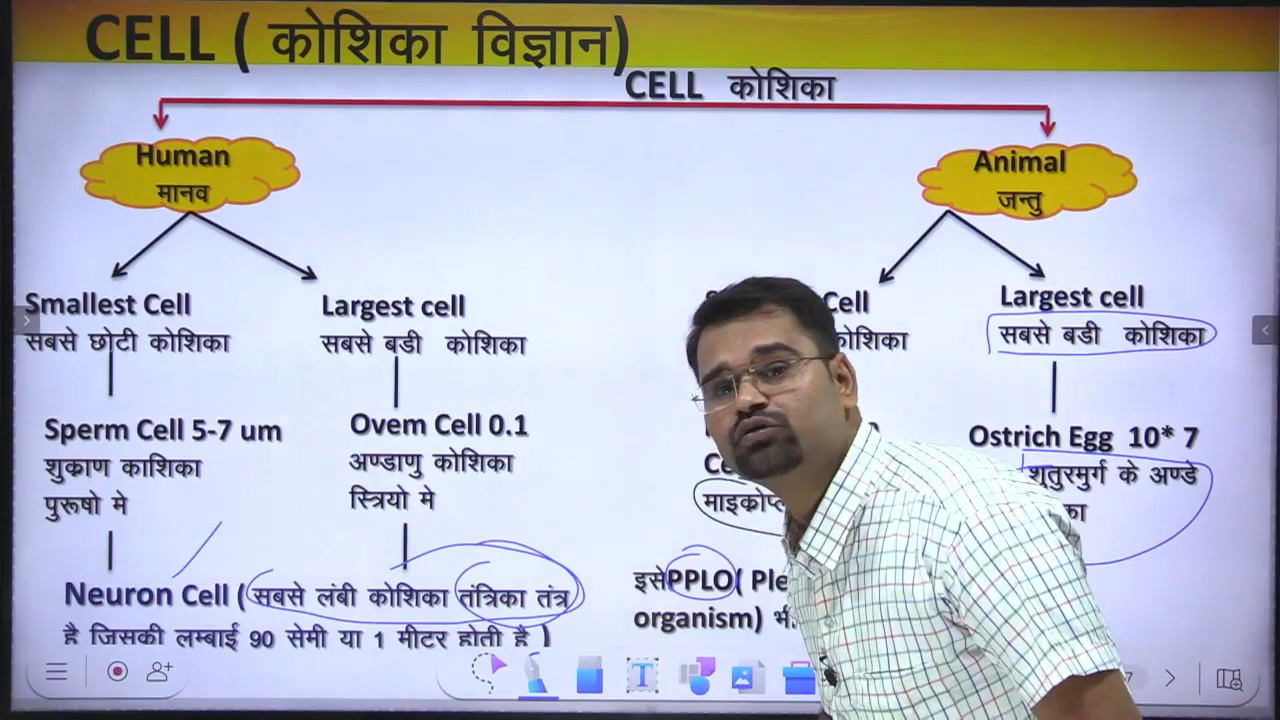 CELL ( कोशिका विज्ञान)
CELL कोशिका
Human
मानव
Animal
जन्तु
Smallest Cell
सबसे छोटी कोशिका
Largest cell
सबसे बडी कोशिका
Cell
कोशिका
Largest cell
सबसे बडी कोशिका
Sperm Cell 5-7 um
शुक्राण काशिका
पुरूषो मे
Ovem Cell 0.1
अण्डाणु कोशिका
स्त्रियो मे
Ostrich Egg 10* 7
शुतुरमुर्ग के अण्डे
का
Neuron Cell ( सबसे लंबी कोशिका तंत्रिका तंत्र
है जिसकी लम्बाई 90 सेमी या 1 मीटर होती है )
इसेPPLO(
organism)
T
7